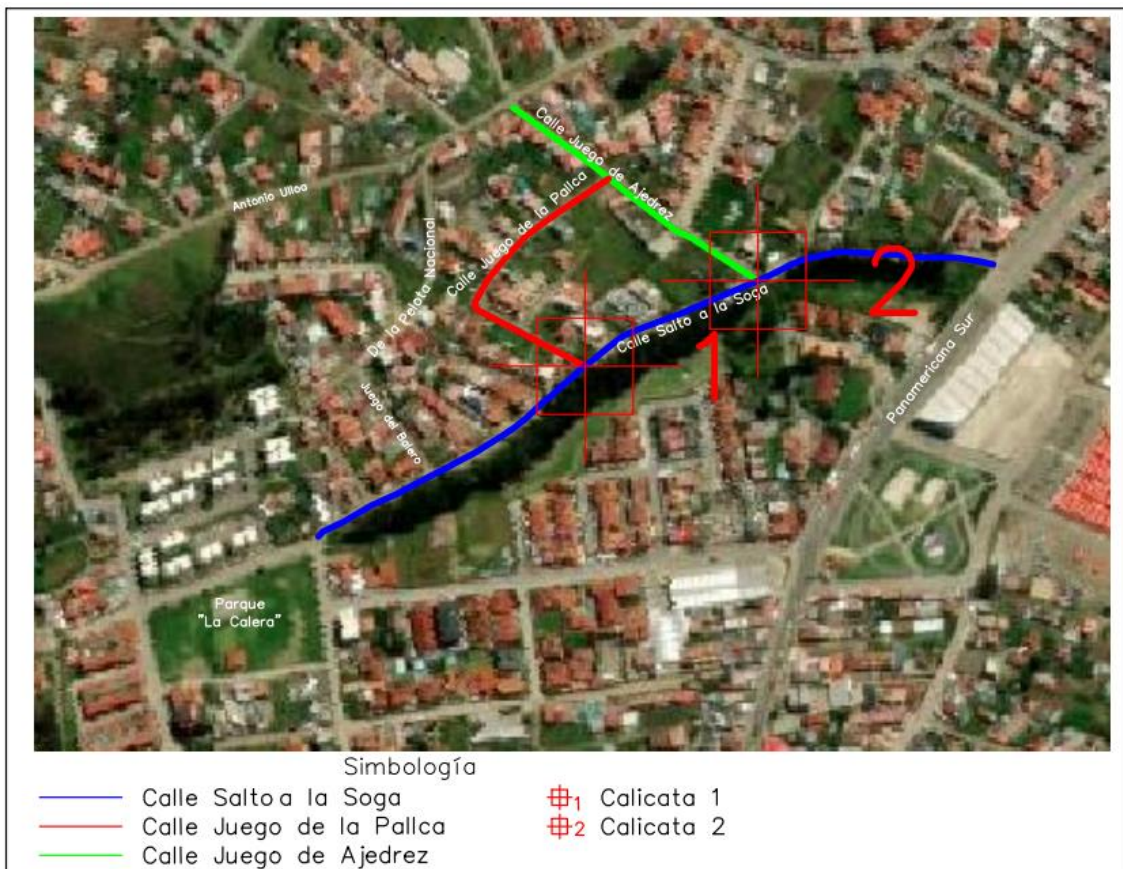 Calle Juego de Ajedrez
Antonio Ulloa
Calle Juego de la Pallca
De la Pelota Nacional
2
Calle Salto a la Soga
1
Panamericana Sur
Juego del Balero
Parque
"La Calera"
Simbología
Calle Salto a la Soga
Calle Juego de la Pallca
Calle Juego de Ajedrez
1 Calicata 1
2 Calicata 2